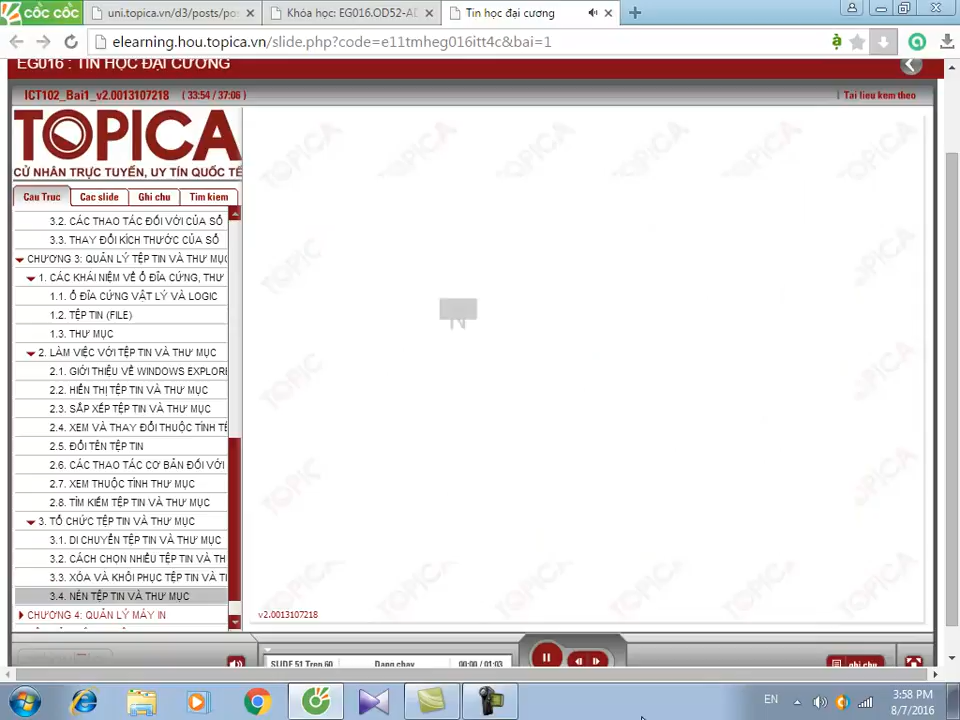 cốc cốc
uni.topica.vn/d3/posts/po
Khóa học: EG016.OD52-AD
Tin học đại cương
elearning.hou.topica.vn/slide.php?code=e11tmheg016itt4c&bai=1
EG016 : TIN HỌC ĐẠI CƯƠNG
ICT102_Bai1_v2.0013107218 ( 33:54 / 37:06 )
Tai lieu kem theo
TOPICA
CỬ NHÂN TRỰC TUYẾN, UY TÍN QUỐC TẾ
Cau Truc
Cac slide
Ghi chu
Tim kiem
3.2. CÁC THAO TÁC ĐỐI VỚI CỬA SỔ
3.3. THAY ĐỔI KÍCH THƯỚC CỦA SỔ
CHƯƠNG 3: QUẢN LÝ TỆP TIN VÀ THƯ MỤC
1. CÁC KHÁI NIỆM VỀ Ổ ĐĨA CỨNG, THƯ
1.1. Ổ ĐĨA CỨNG VẬT LÝ VÀ LOGIC
1.2. TỆP TIN (FILE)
1.3. THƯ MỤC
2. LÀM VIỆC VỚI TỆP TIN VÀ THƯ MỤC
2.1. GIỚI THIỆU VỀ WINDOWS EXPLORE
2.2. HIỂN THỊ TỆP TIN VÀ THƯ MỤC
2.3. SẮP XẾP TỆP TIN VÀ THƯ MỤC
2.4. XEM VÀ THAY ĐỔI THUỘC TÍNH TỆ
2.5. ĐỔI TÊN TỆP TIN
2.6. CÁC THAO TÁC CƠ BẢN ĐỐI VỚI
2.7. XEM THUỘC TÍNH THƯ MỤC
2.8. TÌM KIẾM TỆP TIN VÀ THƯ MỤC
3. TỔ CHỨC TỆP TIN VÀ THƯ MỤC
3.1. DI CHUYỂN TỆP TIN VÀ THƯ MỤC
3.2. CÁCH CHỌN NHIỀU TỆP TIN VÀ TH
3.3. XÓA VÀ KHÔI PHỤC TỆP TIN VÀ T
3.4. NÉN TỆP TIN VÀ THƯ MỤC
CHƯƠNG 4: QUẢN LÝ MÁY IN
v2.0013107218
SLIDE 51 Tron 60
Dang chay
00:00 / 01:03
ghi chu
EN
3:58 PM
8/7/2016